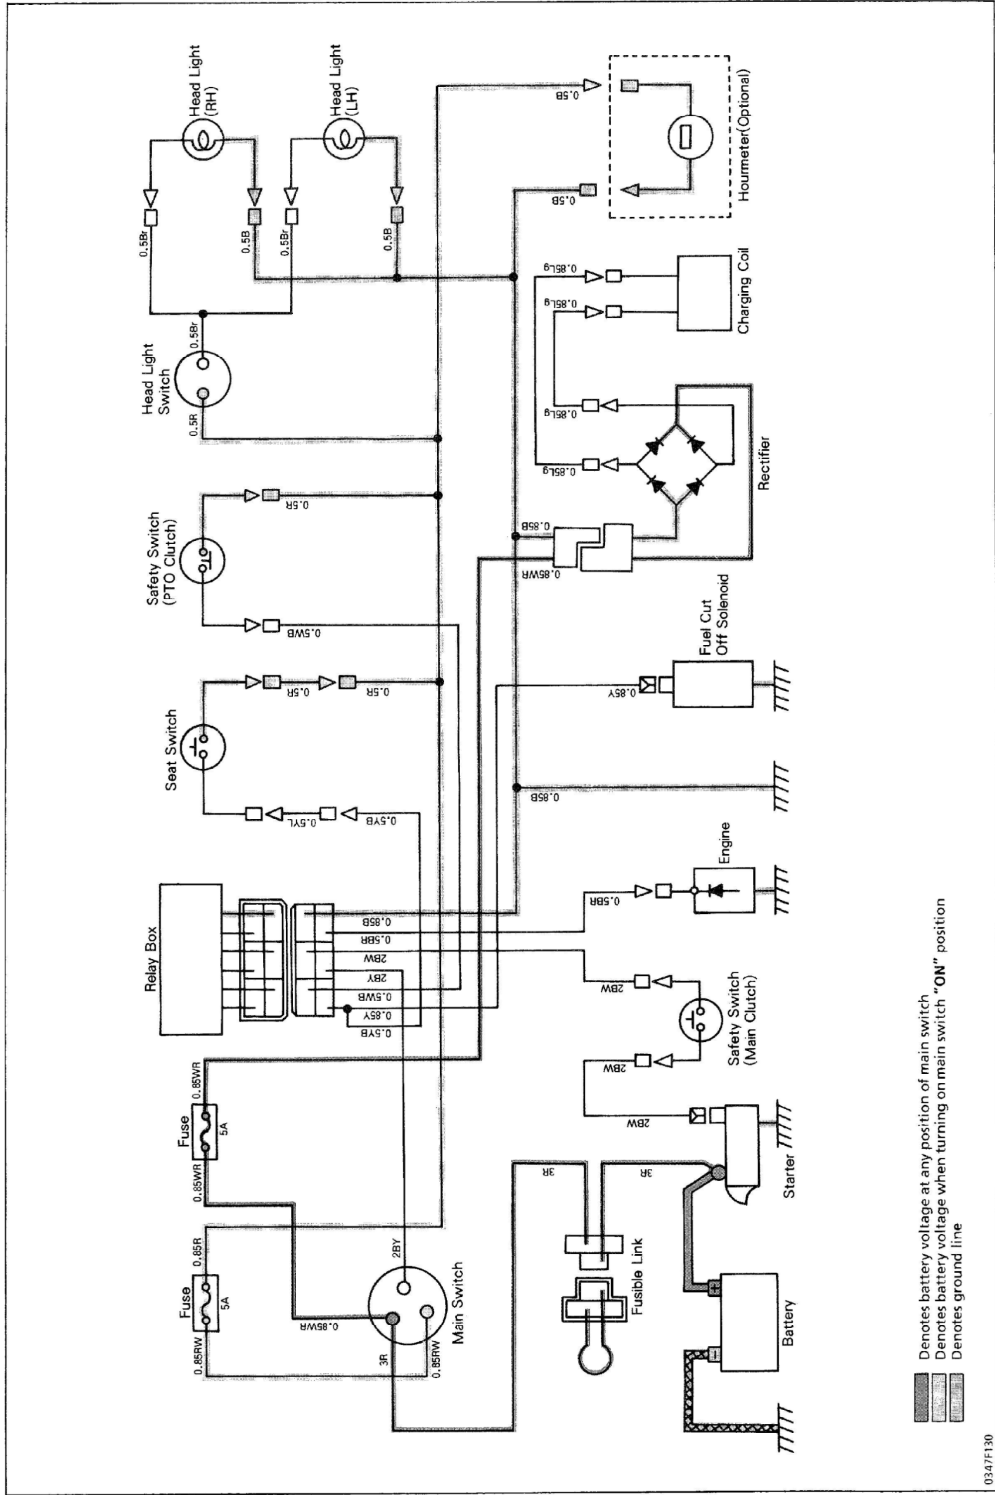 Head Light
(RH)
Head Light
(LH)
0.5Br
0.5B
0.5Br
0.5B
0.5Br
Head Light
Switch
0.5R
Safety Switch
(PTO Clutch)
0.5R
0.5WB
Seat Switch
0.5R
0.5R
0.5YL
0.5YB
Relay Box
0.85B
0.5BR
2BW
2BY
0.5WB
0.85Y
0.5YB
0.85WR
Fuse
5A
0.85WR
0.85R
Fuse
5A
0.85RW
0.85WR
2BY
Main Switch
3R
0.85RW
0.5B
0.5B
Hourmeter(Optional)
0.85Lg
0.85Lg
Charging Coil
0.85Lg
0.85Lg
Rectifier
0.85B
0.85WR
Fuel Cut
Off Solenoid
0.85Y
0.85B
Engine
0.5BR
2BW
Safety Switch
(Main Clutch)
2BW
2BW
Starter
3R
3R
Fusible Link
Battery
+
-
Denotes battery voltage at any position of main switch
Denotes battery voltage when turning on main switch "ON" position
Denotes ground line
0347F130